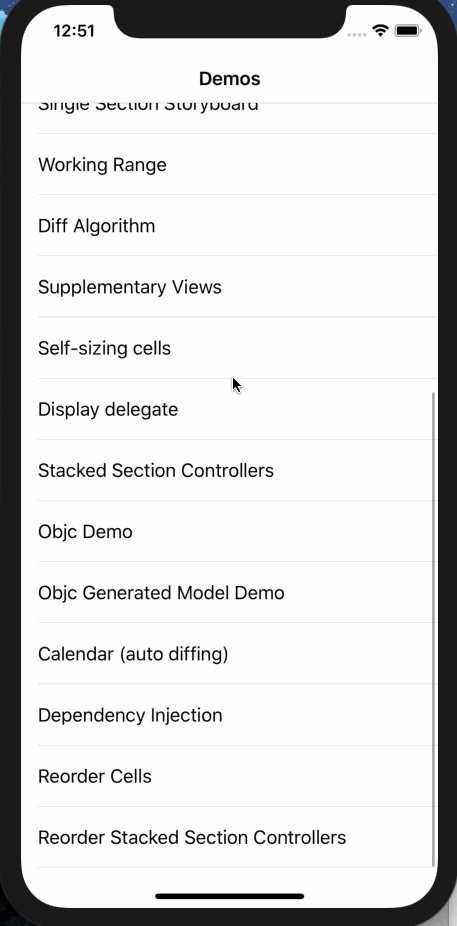 12:51
Demos
Single Section Storyboard
Working Range
Diff Algorithm
Supplementary Views
Self-sizing cells
Display delegate
Stacked Section Controllers
Objc Demo
Objc Generated Model Demo
Calendar (auto diffing)
Dependency Injection
Reorder Cells
Reorder Stacked Section Controllers